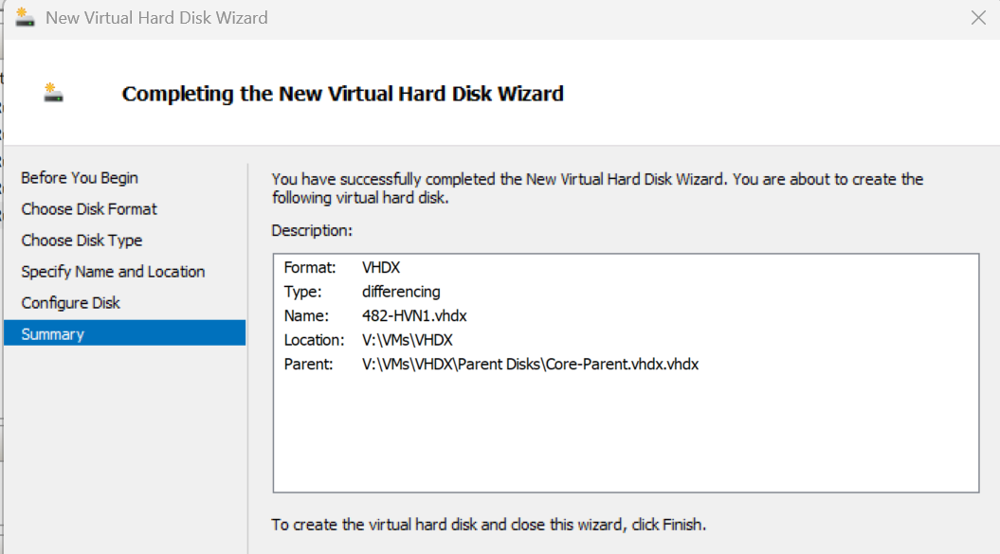 New Virtual Hard Disk Wizard
Completing the New Virtual Hard Disk Wizard
Before You Begin
Choose Disk Format
Choose Disk Type
Specify Name and Location
Configure Disk
Summary
You have successfully completed the New Virtual Hard Disk Wizard. You are about to create the
following virtual hard disk.
Description:
Format: VHDX
Type: differencing
Name: 482-HVN1.vhdx
Location: V:\VMs\VHDX
Parent: V:\VMs\VHDX\Parent Disks\Core-Parent.vhdx.vhdx
To create the virtual hard disk and close this wizard, click Finish.